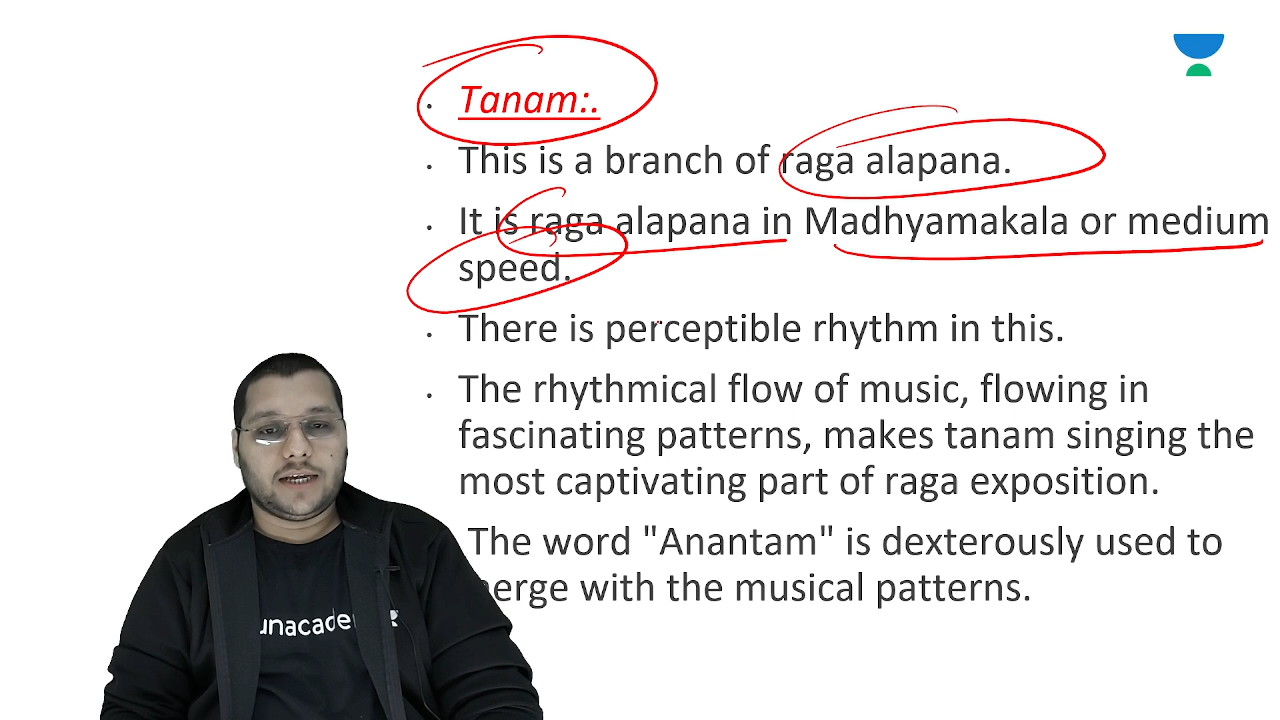 Tanam:.
This is a branch of raga alapana.
It is raga alapana in Madhyamakala or medium
speed.
There is perceptible rhythm in this.
The rhythmical flow of music, flowing in
fascinating patterns, makes tanam singing the
most captivating part of raga exposition.
The word "Anantam" is dexterously used to
merge with the musical patterns.
unacademy